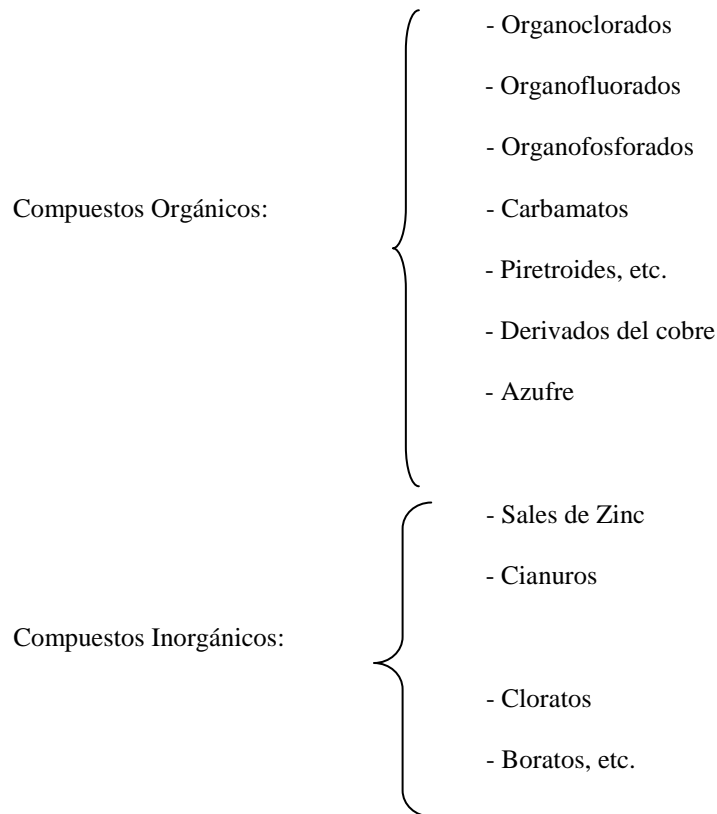 - Organoclorados
- Organofluorados
- Organofosforados
Compuestos Orgánicos:
- Carbamatos
- Piretroides, etc.
- Derivados del cobre
- Azufre
- Sales de Zinc
- Cianuros
Compuestos Inorgánicos:
- Cloratos
- Boratos, etc.